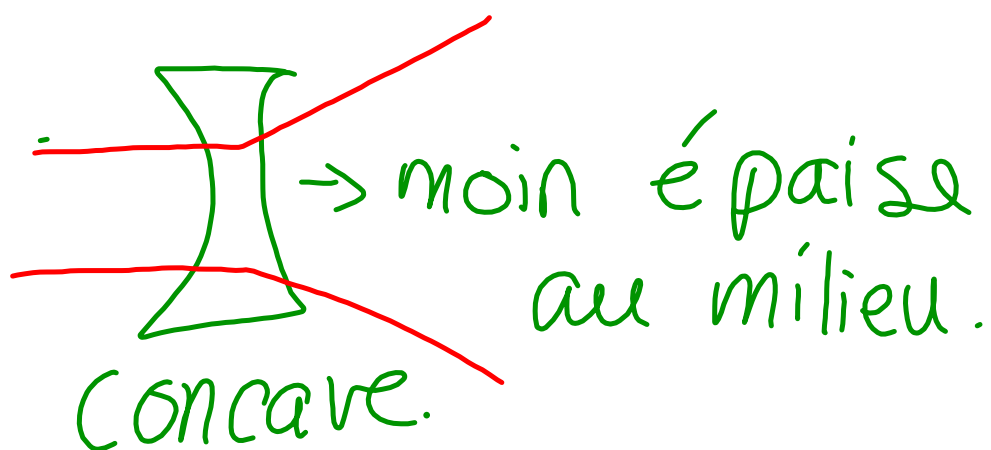 → moin épaise
au milieu.
concave.